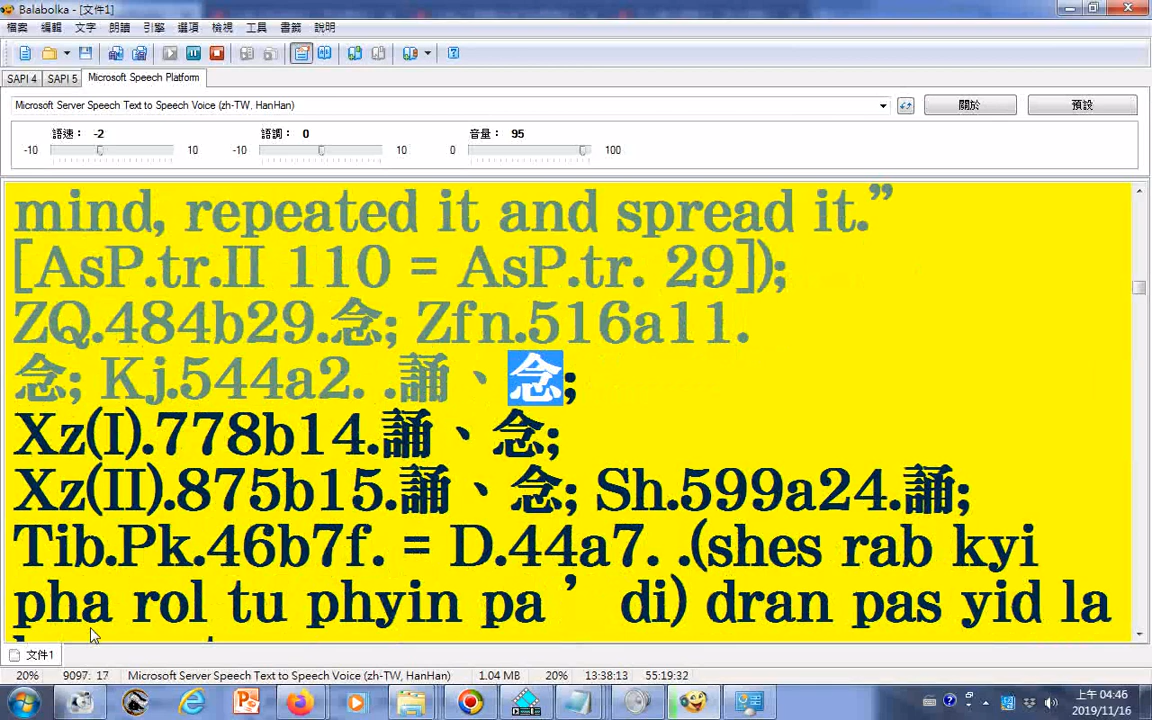 Balabolka - [文件1]
檔案 編輯 文字 朗讀 引擎 選項 檢視 工具 書籤 說明
SAPI 4 SAPI 5 Microsoft Speech Platform
Microsoft Server Speech Text to Speech Voice (zh-TW, HanHan) 關於 預設
語速： -2 語調： 0 音量： 95
-10 10 -10 10 0 100
mind, repeated it and spread it.”
[AsP.tr.II 110 = AsP.tr. 29]);
ZQ.484b29.念; Zfn.516a11.
念; Kj.544a2. .誦、念;
Xz(I).778b14.誦、念;
Xz(II).875b15.誦、念; Sh.599a24.誦;
Tib.Pk.46b7f. = D.44a7. .(shes rab kyi
pha rol tu phyin pa ’ di) dran pas yid la
文件1
20% 9097: 17 Microsoft Server Speech Text to Speech Voice (zh-TW, HanHan) 1.04 MB 20% 13:38:13 55:19:32
上午 04:46
2019/11/16